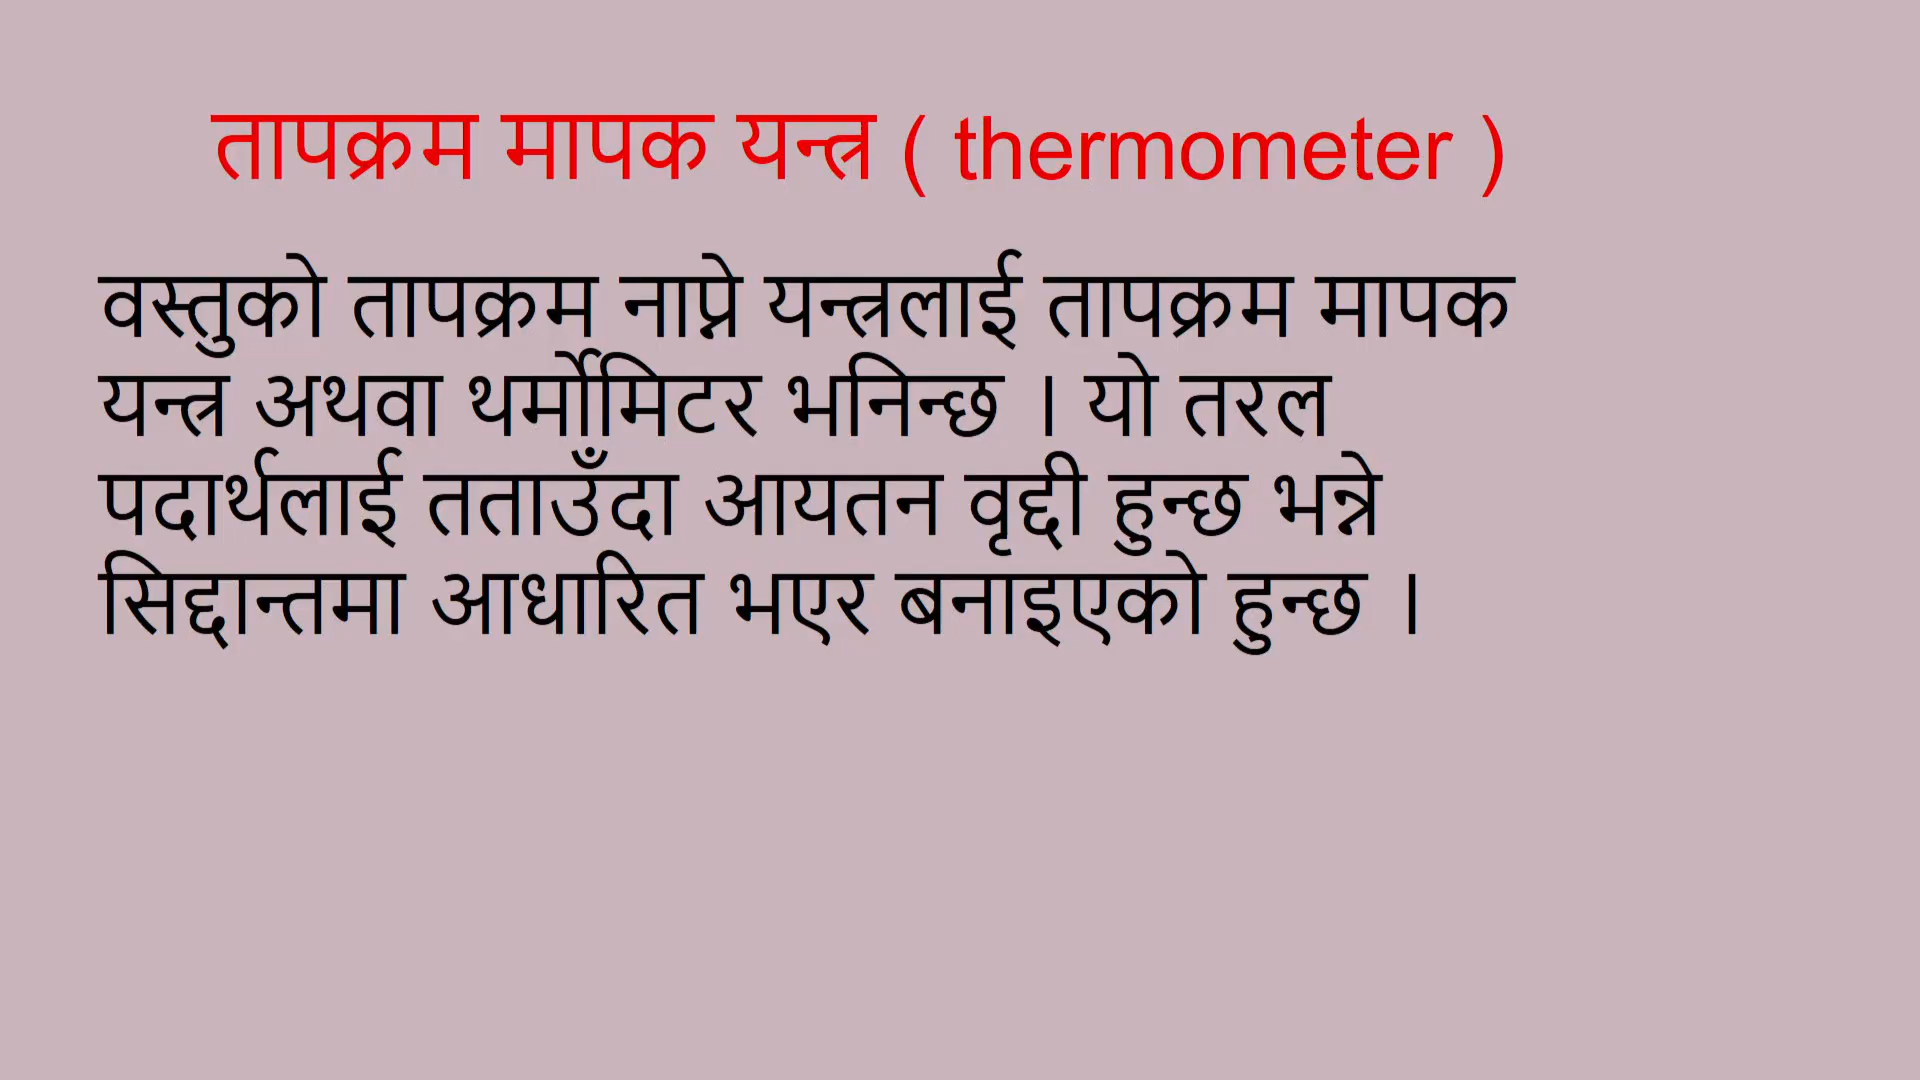 तापक्रम मापक यन्त्र ( thermometer )
वस्तुको तापक्रम नाप्ने यन्त्रलाई तापक्रम मापक
यन्त्र अथवा थर्मोमिटर भनिन्छ ।  यो तरल
पदार्थलाई तताउँदा आयतन वृद्दी हुन्छ भन्ने
सिद्दान्तमा आधारित भएर बनाइएको हुन्छ ।